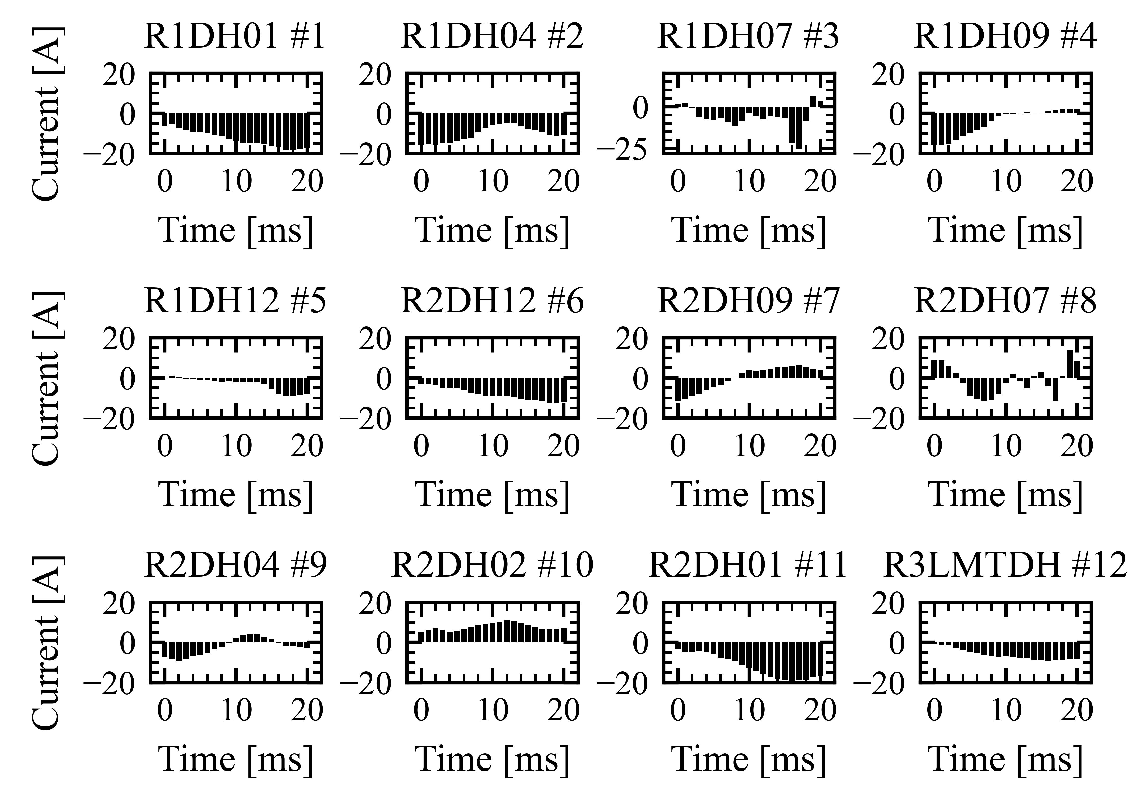 R1DH01 #1 R1DH04 #2 R1DH07 #3 R1DH09 #4
Current [A]
20 20 20
0 0 0 0
−20 −20 −25 −20
0 10 20 0 10 20 0 10 20 0 10 20
Time [ms] Time [ms] Time [ms] Time [ms]
R1DH12 #5 R2DH12 #6 R2DH09 #7 R2DH07 #8
Current [A]
20 20 20 20
0 0 0 0
−20 −20 −20 −20
0 10 20 0 10 20 0 10 20 0 10 20
Time [ms] Time [ms] Time [ms] Time [ms]
R2DH04 #9 R2DH02 #10 R2DH01 #11 R3LMTDH #12
Current [A]
20 20 20 20
0 0 0 0
−20 −20 −20 −20
0 10 20 0 10 20 0 10 20 0 10 20
Time [ms] Time [ms] Time [ms] Time [ms]